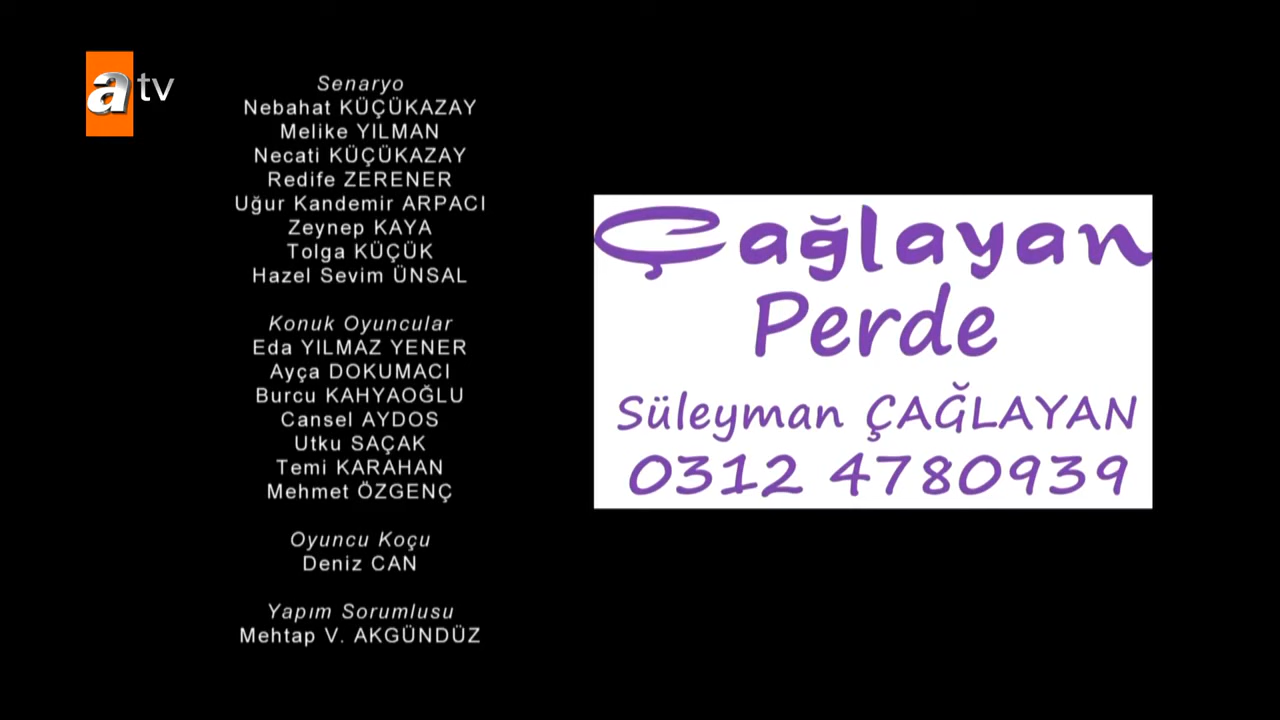 atv
Senaryo
Nebahat KÜÇÜKAZAY
Melike YILMAN
Necati KÜÇÜKAZAY
Redife ZERENER
Uğur Kandemir ARPACI
Zeynep KAYA
Tolga KÜÇÜK
Hazel Sevim ÜNSAL
Konuk Oyuncular
Eda YILMAZ YENER
Ayça DOKUMACI
Burcu KAHYAOĞLU
Cansel AYDOS
Utku SAÇAK
Temi KARAHAN
Mehmet ÖZGENÇ
Oyuncu Koçu
Deniz CAN
Yapım Sorumlusu
Mehtap V. AKGÜNDÜZ
Çağlayan
Perde
Süleyman ÇAĞLAYAN
0312 4780939